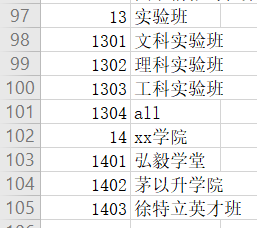 97 13 实验班
98 1301 文科实验班
99 1302 理科实验班
100 1303 工科实验班
101 1304 all
102 14 xx学院
103 1401 弘毅学堂
104 1402 茅以升学院
105 1403 徐特立英才班